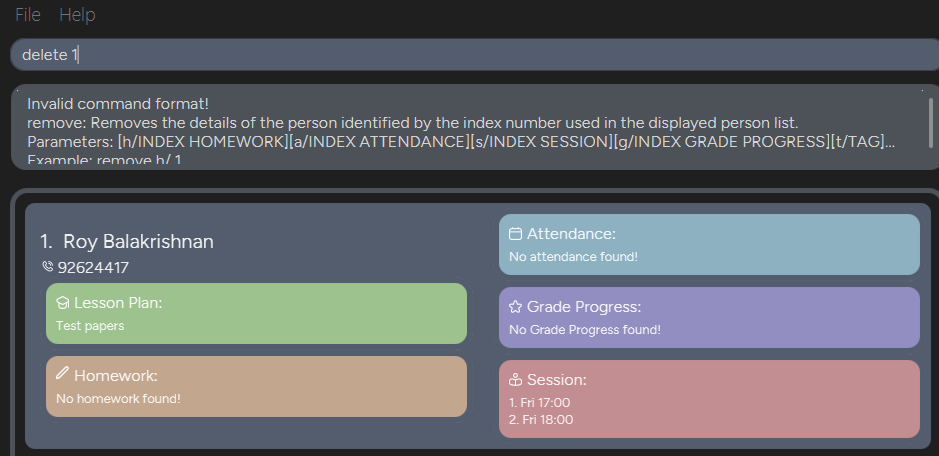 File Help
delete 1
Invalid command format!
remove: Removes the details of the person identified by the index number used in the displayed person list.
Parameters: [h/INDEX HOMEWORK][a/INDEX ATTENDANCE][s/INDEX SESSION][g/INDEX GRADE PROGRESS][t/TAG]...
Example: remove h/ 1
1. Roy Balakrishnan
92624417
Lesson Plan:
Test papers
Homework:
No homework found!
Attendance:
No attendance found!
Grade Progress:
No Grade Progress found!
Session:
1. Fri 17:00
2. Fri 18:00